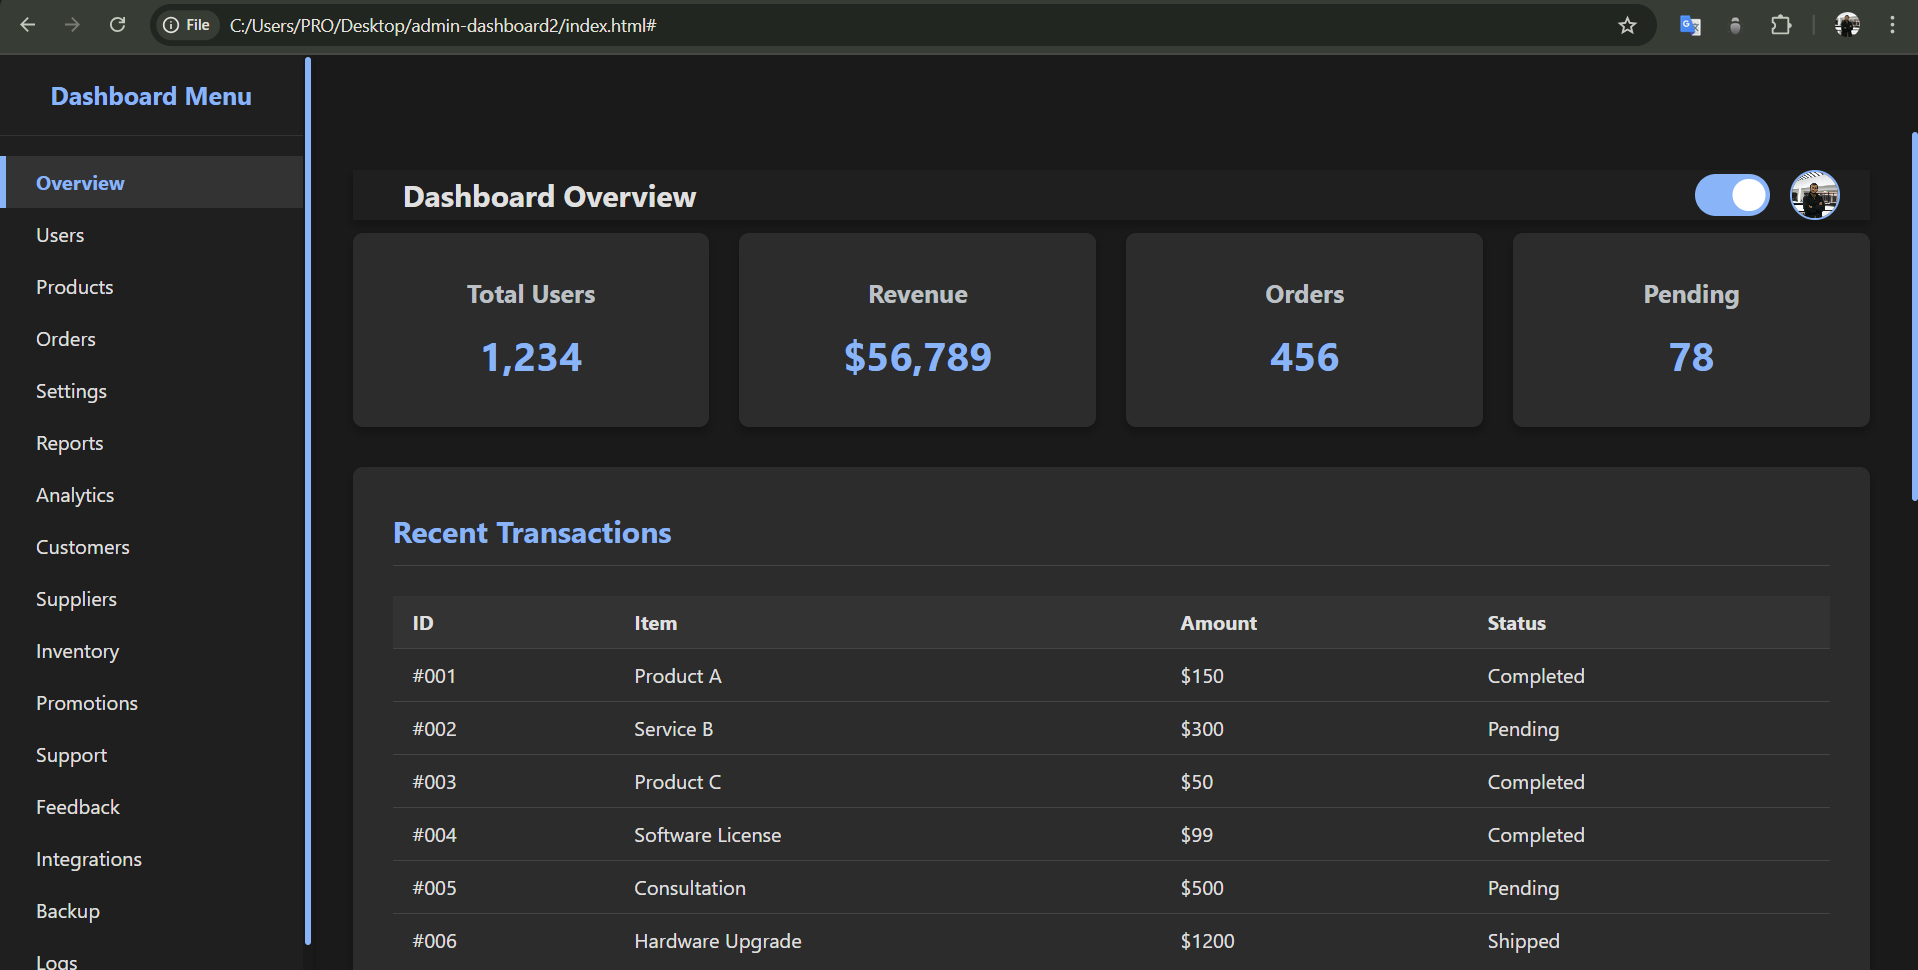 File C:/Users/PRO/Desktop/admin-dashboard2/index.html#
Dashboard Menu
Overview
Users
Products
Orders
Settings
Reports
Analytics
Customers
Suppliers
Inventory
Promotions
Support
Feedback
Integrations
Backup
Logs
Dashboard Overview
Total Users
1,234
Revenue
$56,789
Orders
456
Pending
78
Recent Transactions
ID Item Amount Status
#001 Product A $150 Completed
#002 Service B $300 Pending
#003 Product C $50 Completed
#004 Software License $99 Completed
#005 Consultation $500 Pending
#006 Hardware Upgrade $1200 Shipped